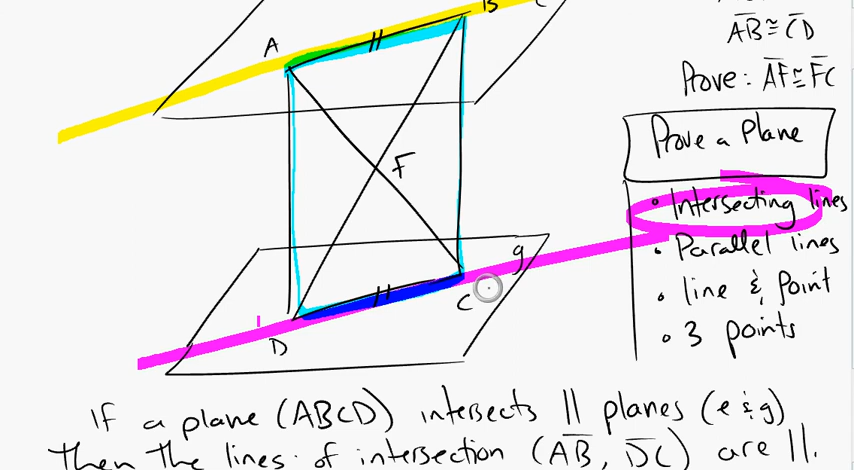 B
A
AB ≅ CD
Prove: AF ≅ FC
Prove a Plane
F
• Intersecting lines
• Parallel lines
g
• line & Point
C
• 3 points
D
If a plane (ABCD) intersects || planes (e & g)
then the lines of intersection (AB, DC) are ||.